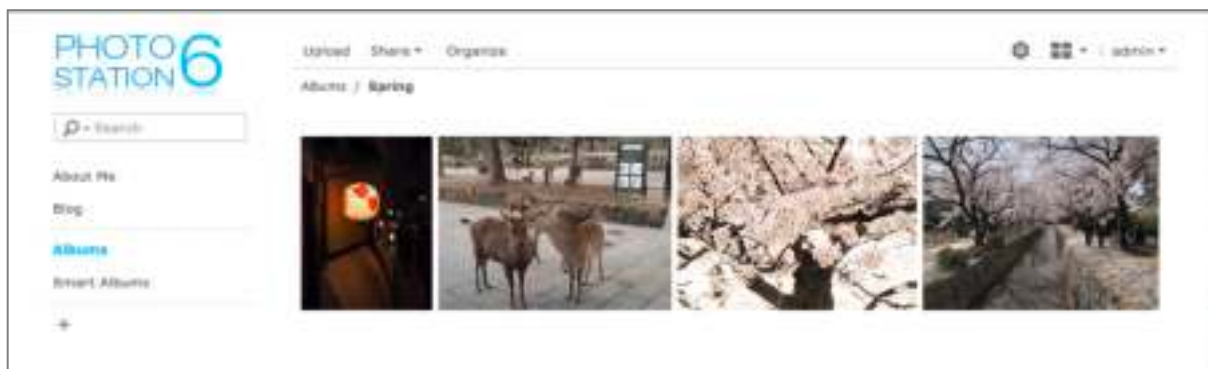 PHOTO
STATION 6
Upload Share Organize admin
Albums / Spring
Search
About Me
Blog
Albums
Smart Albums
+